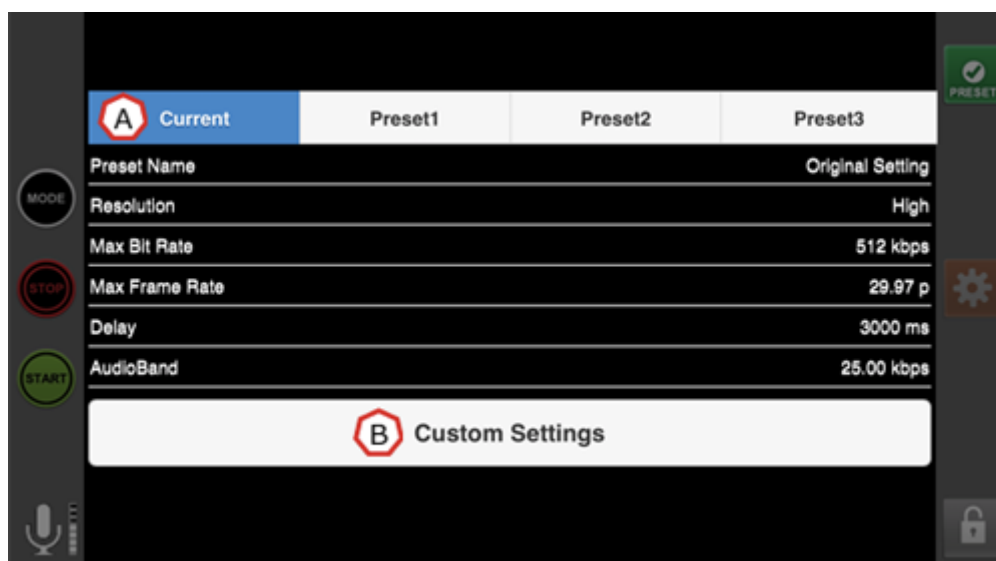 PRESET
A Current Preset1 Preset2 Preset3
Preset Name Original Setting
MODE
Resolution High
Max Bit Rate 512 kbps
Max Frame Rate 29.97 p
STOP
Delay 3000 ms
AudioBand 25.00 kbps
START
B Custom Settings